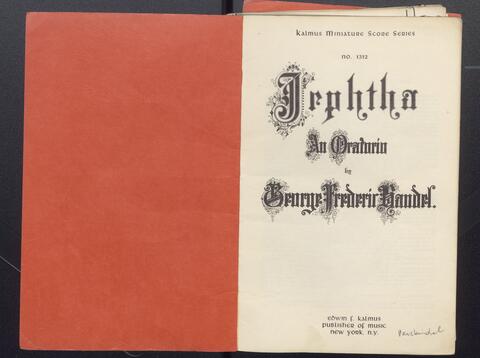 Kalmus Miniature Score Series
No. 1312
Jephtha
An Oratorio
by
George Frederic Handel.
Edwin F. Kalmus
Publisher of Music
New York, N.Y.